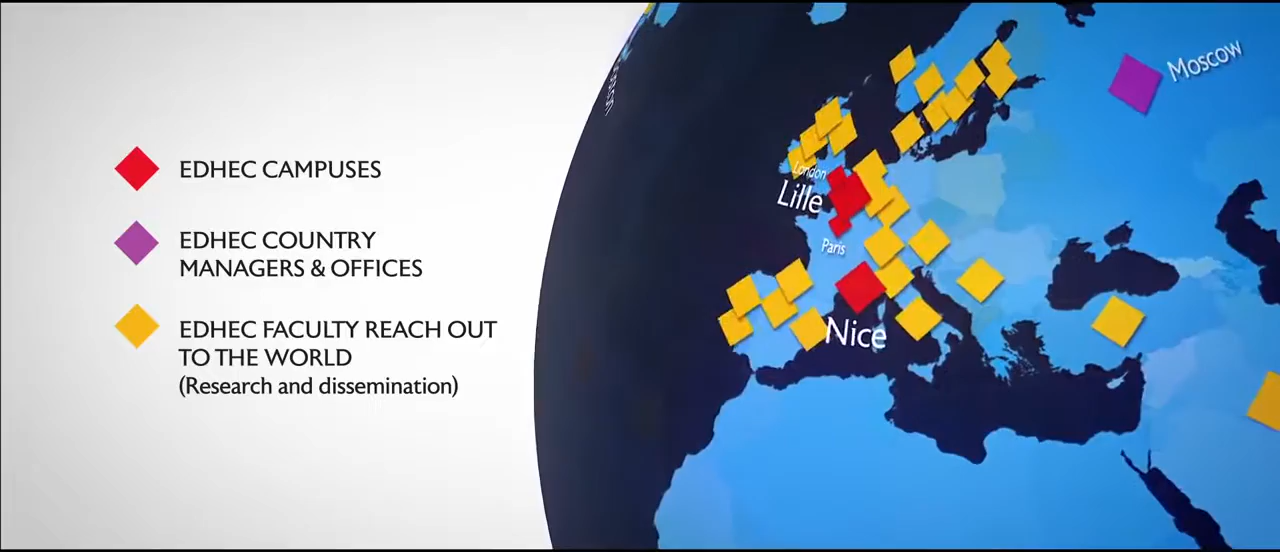 EDHEC CAMPUSES
EDHEC COUNTRY
MANAGERS & OFFICES
EDHEC FACULTY REACH OUT
TO THE WORLD
(Research and dissemination)
Moscow
London
Lille
Paris
Nice